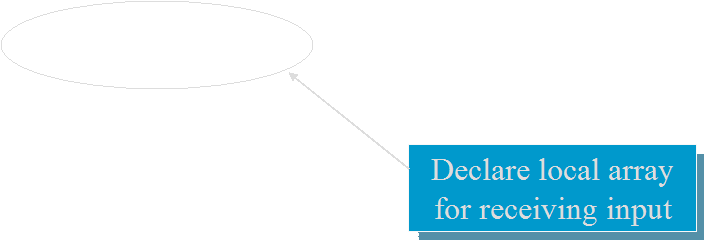 Declare local array
for receiving input